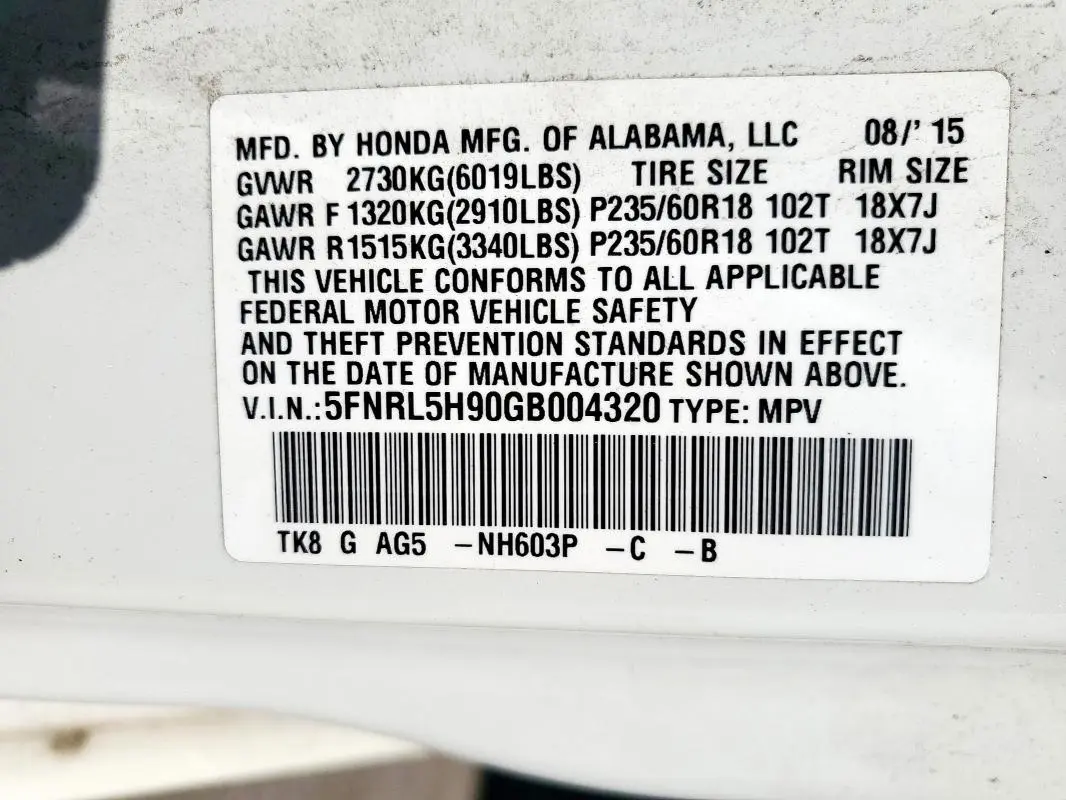 MFD. BY HONDA MFG. OF ALABAMA, LLC 08/' 15
GVWR 2730KG(6019LBS) TIRE SIZE RIM SIZE
GAWR F 1320KG(2910LBS) P235/60R18 102T 18X7J
GAWR R1515KG(3340LBS) P235/60R18 102T 18X7J
THIS VEHICLE CONFORMS TO ALL APPLICABLE
FEDERAL MOTOR VEHICLE SAFETY
AND THEFT PREVENTION STANDARDS IN EFFECT
ON THE DATE OF MANUFACTURE SHOWN ABOVE.
V.I.N.:5FNRL5H90GB004320 TYPE: MPV
TK8 G AG5 -NH603P -C -B